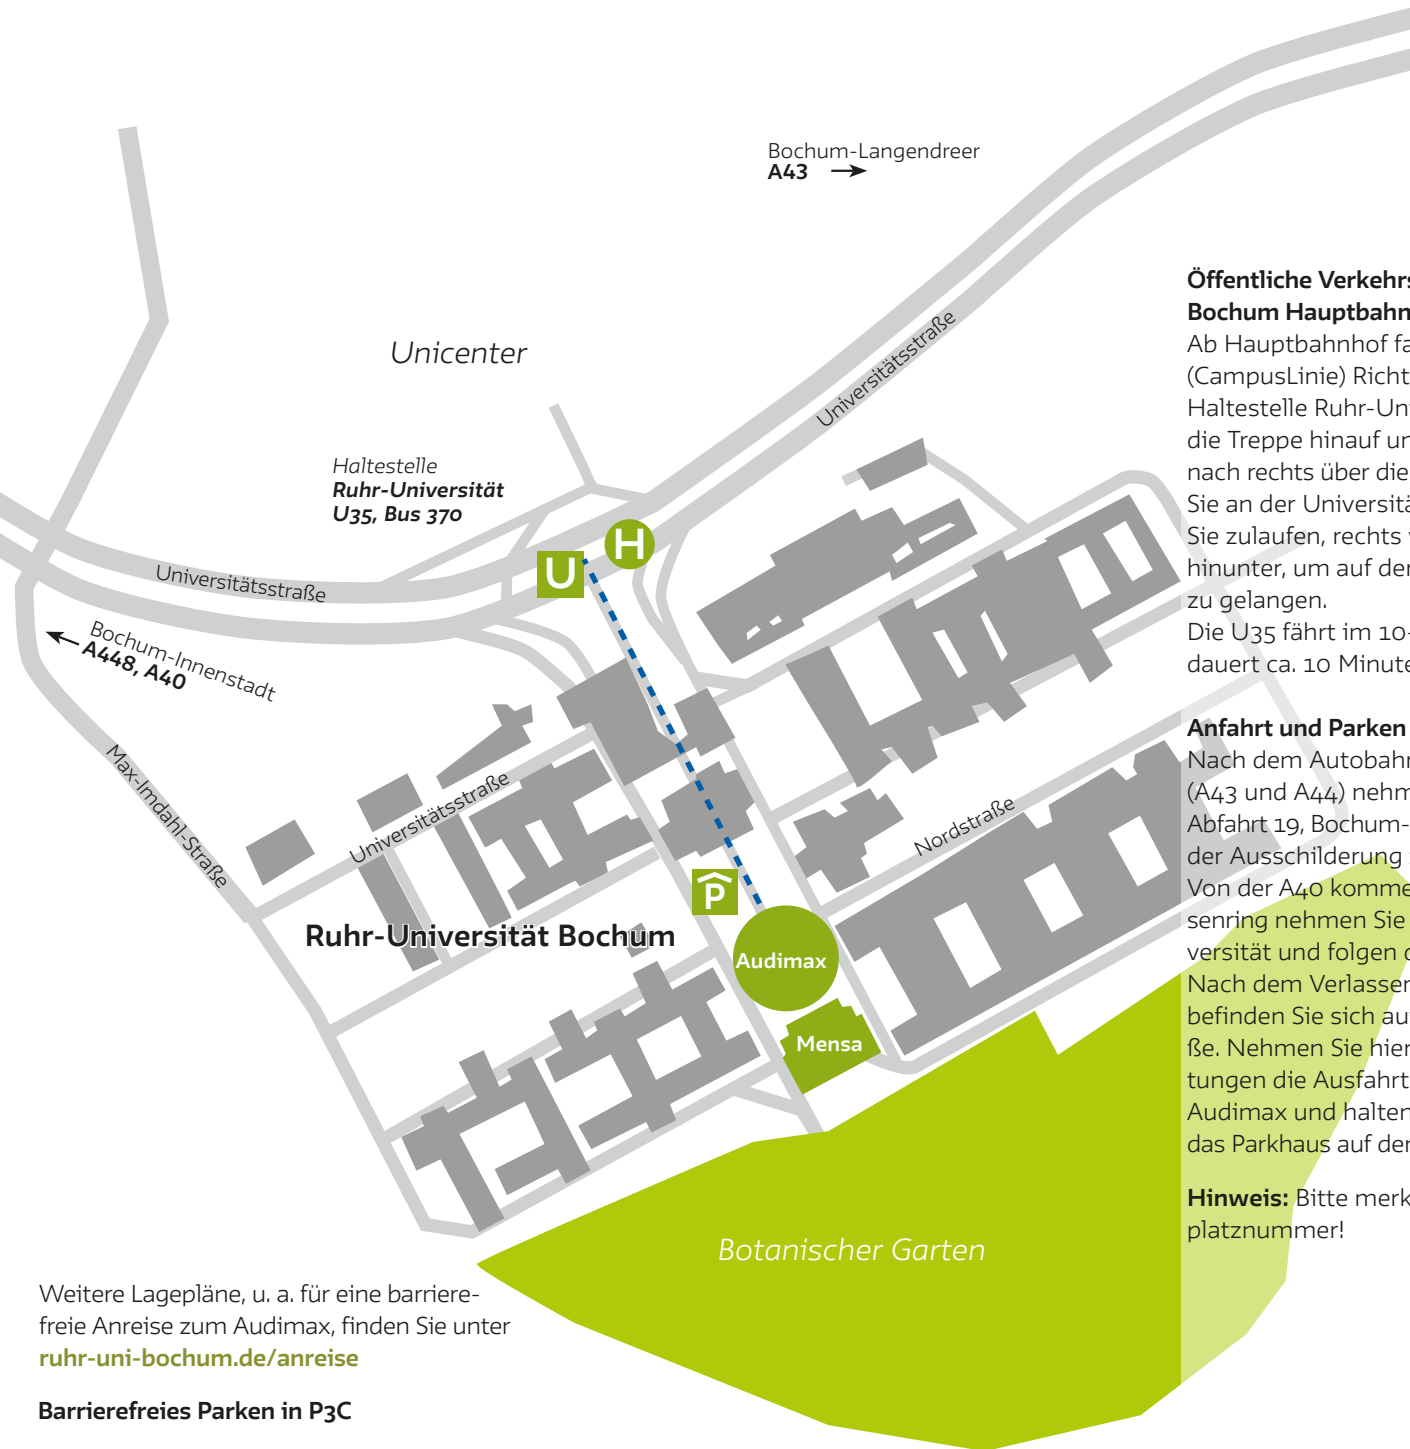 Bochum-Langendreer
A43
Unicenter
Universitätsstraße
Haltestelle
Ruhr-Universität
U35, Bus 370
H
U
Universitätsstraße
Bochum-Innenstadt
A448, A40
Max-Imdahl-Straße
Universitätsstraße
Nordstraße
P
Ruhr-Universität Bochum
Audimax
Mensa
Botanischer Garten
Öffentliche Verkehrs
Bochum Hauptbahn
Ab Hauptbahnhof fa
(CampusLinie) Richt
Haltestelle Ruhr-Un
die Treppe hinauf un
nach rechts über die
Sie an der Universitä
Sie zulaufen, rechts
hinunter, um auf de
zu gelangen.
Die U35 fährt im 10-
dauert ca. 10 Minute
Anfahrt und Parken
Nach dem Autobahn
(A43 und A44) nehm
Abfahrt 19, Bochum-
der Ausschilderung
Von der A40 komme
senring nehmen Sie
versität und folgen
Nach dem Verlassen
befinden Sie sich au
ße. Nehmen Sie hier
tungen die Ausfahrt
Audimax und halten
das Parkhaus auf der
Hinweis: Bitte merk
platznummer!
Weitere Lagepläne, u. a. für eine barriere-
freie Anreise zum Audimax, finden Sie unter
ruhr-uni-bochum.de/anreise
Barrierefreies Parken in P3C